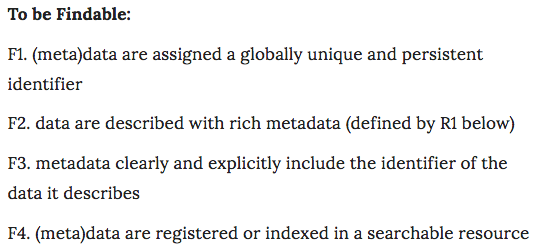 To be Findable:
F1. (meta)data are assigned a globally unique and persistent
identifier
F2. data are described with rich metadata (defined by R1 below)
F3. metadata clearly and explicitly include the identifier of the
data it describes
F4. (meta)data are registered or indexed in a searchable resource